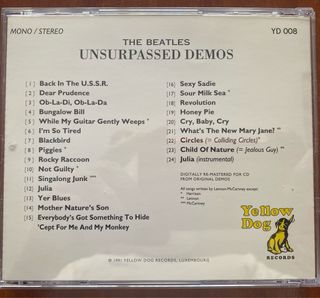 MONO / STEREO
THE BEATLES
YD 008
UNSURPASSED DEMOS
[ 1 ] Back In The U.S.S.R.
[ 2 ] Dear Prudence
[ 3 ] Ob-La-Di, Ob-La-Da
[ 4 ] Bungalow Bill
[ 5 ] While My Guitar Gently Weeps *
[ 6 ] I'm So Tired
[ 7 ] Blackbird
[ 8 ] Piggies *
[ 9 ] Rocky Raccoon
[ 10 ] Not Guilty *
[ 11 ] Singalong Junk ***
[ 12 ] Julia
[ 13 ] Yer Blues
[ 14 ] Mother Nature's Son
[ 15 ] Everybody's Got Something To Hide
'Cept For Me And My Monkey
[ 16 ] Sexy Sadie
[ 17 ] Sour Milk Sea *
[ 18 ] Revolution
[ 19 ] Honey Pie
[ 20 ] Cry, Baby, Cry
[ 21 ] What's The New Mary Jane? **
[ 22 ] Circles (= Colliding Circles)*
[ 23 ] Child Of Nature (= Jealous Guy) **
[ 24 ] Julia (instrumental)
DIGITALLY RE-MASTERED FOR CD
FROM ORIGINAL DEMOS
All songs written by Lennon-McCartney except:
* Harrison
** Lennon
*** McCartney
Yellow
Dog
RECORDS
© 1991 YELLOW DOG RECORDS, LUXEMBOURG